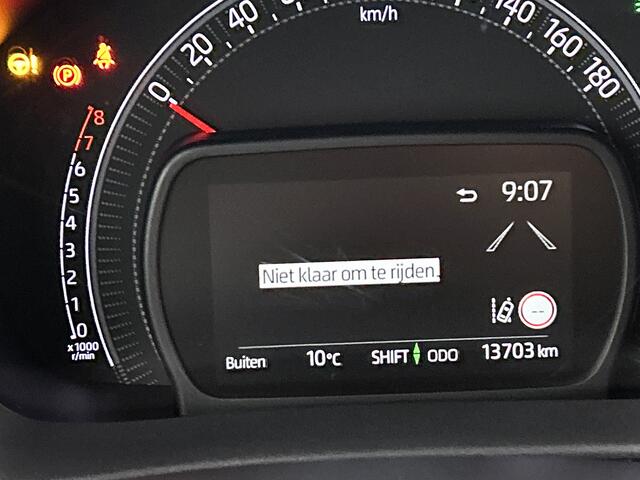 km/h
0 20 40 60 140 160 180
P
8
7
6
5
4
3
2
1
0
x1000
r/min
9:07
Niet klaar om te rijden.
--
Buiten 10°C SHIFT ODO 13703 km